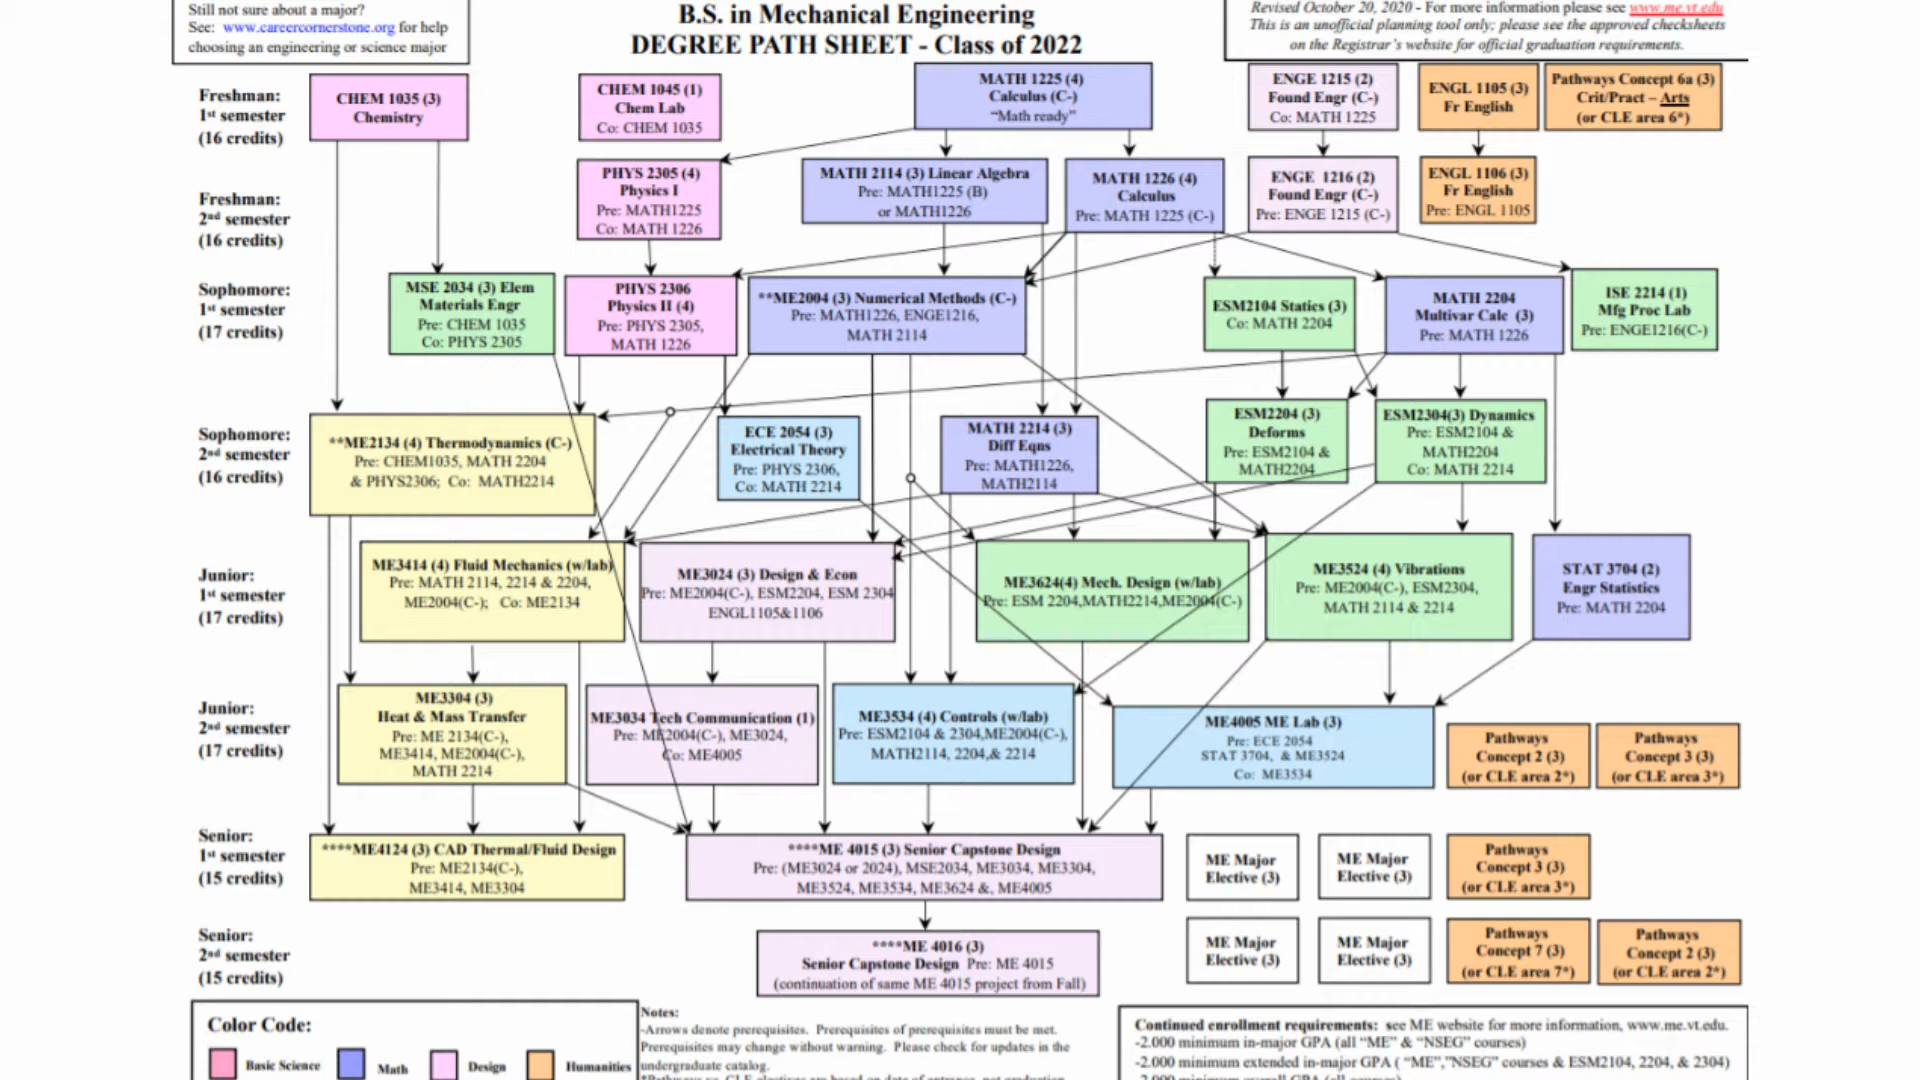 Still not sure about a major?
See: www.careercornerstone.org for help
choosing an engineering or science major
B.S. in Mechanical Engineering
DEGREE PATH SHEET - Class of 2022
Revised October 20, 2020 - For more information please see www.me.vt.edu
This is an unofficial planning tool only; please see the approved checksheets
on the Registrar's website for official graduation requirements.
Freshman:
1st semester
(16 credits)
CHEM 1035 (3)
Chemistry
CHEM 1045 (1)
Chem Lab
Co: CHEM 1035
MATH 1225 (4)
Calculus (C-)
"Math ready"
ENGE 1215 (2)
Found Engr (C-)
Co: MATH 1225
ENGL 1105 (3)
Fr English
Pathways Concept 6a (3)
Crit/Pract – Arts
(or CLE area 6*)
Freshman:
2nd semester
(16 credits)
PHYS 2305 (4)
Physics I
Pre: MATH1225
Co: MATH 1226
MATH 2114 (3) Linear Algebra
Pre: MATH1225 (B)
or MATH1226
MATH 1226 (4)
Calculus
Pre: MATH 1225 (C-)
ENGE 1216 (2)
Found Engr (C-)
Pre: ENGE 1215 (C-)
ENGL 1106 (3)
Fr English
Pre: ENGL 1105
Sophomore:
1st semester
(17 credits)
MSE 2034 (3) Elem
Materials Engr
Pre: CHEM 1035
Co: PHYS 2305
PHYS 2306
Physics II (4)
Pre: PHYS 2305,
MATH 1226
**ME2004 (3) Numerical Methods (C-)
Pre: MATH1226, ENGE1216,
MATH 2114
ESM2104 Statics (3)
Co: MATH 2204
MATH 2204
Multivar Calc (3)
Pre: MATH 1226
ISE 2214 (1)
Mfg Proc Lab
Pre: ENGE1216(C-)
Sophomore:
2nd semester
(16 credits)
**ME2134 (4) Thermodynamics (C-)
Pre: CHEM1035, MATH 2204
& PHYS2306; Co: MATH2214
ECE 2054 (3)
Electrical Theory
Pre: PHYS 2306,
Co: MATH 2214
MATH 2214 (3)
Diff Eqns
Pre: MATH1226,
MATH2114
ESM2204 (3)
Deforms
Pre: ESM2104 &
MATH2204
ESM2304(3) Dynamics
Pre: ESM2104 &
MATH2204
Co: MATH 2214
Junior:
1st semester
(17 credits)
ME3414 (4) Fluid Mechanics (w/lab)
Pre: MATH 2114, 2214 & 2204,
ME2004(C-); Co: ME2134
ME3024 (3) Design & Econ
Pre: ME2004(C-), ESM2204, ESM 2304
ENGL1105&1106
ME3624(4) Mech. Design (w/lab)
Pre: ESM 2204,MATH2214,ME2004(C-)
ME3524 (4) Vibrations
Pre: ME2004(C-), ESM2304,
MATH 2114 & 2214
STAT 3704 (2)
Engr Statistics
Pre: MATH 2204
Junior:
2nd semester
(17 credits)
ME3304 (3)
Heat & Mass Transfer
Pre: ME 2134(C-),
ME3414, ME2004(C-),
MATH 2214
ME3034 Tech Communication (1)
Pre: ME2004(C-), ME3024,
Co: ME4005
ME3534 (4) Controls (w/lab)
Pre: ESM2104 & 2304,ME2004(C-),
MATH2114, 2204,& 2214
ME4005 ME Lab (3)
Pre: ECE 2054
STAT 3704, & ME3524
Co: ME3534
Pathways
Concept 2 (3)
(or CLE area 2*)
Pathways
Concept 3 (3)
(or CLE area 3*)
Senior:
1st semester
(15 credits)
****ME4124 (3) CAD Thermal/Fluid Design
Pre: ME2134(C-),
ME3414, ME3304
****ME 4015 (3) Senior Capstone Design
Pre: (ME3024 or 2024), MSE2034, ME3034, ME3304,
ME3524, ME3534, ME3624 &, ME4005
ME Major
Elective (3)
ME Major
Elective (3)
Pathways
Concept 3 (3)
(or CLE area 3*)
Senior:
2nd semester
(15 credits)
****ME 4016 (3)
Senior Capstone Design Pre: ME 4015
(continuation of same ME 4015 project from Fall)
ME Major
Elective (3)
ME Major
Elective (3)
Pathways
Concept 7 (3)
(or CLE area 7*)
Pathways
Concept 2 (3)
(or CLE area 2*)
Color Code:
Basic Science
Math
Design
Humanities
Notes:
-Arrows denote prerequisites. Prerequisites of prerequisites must be met.
Prerequisites may change without warning. Please check for updates in the
undergraduate catalog.
Continued enrollment requirements: see ME website for more information, www.me.vt.edu.
-2.000 minimum in-major GPA (all "ME" & "NSEG" courses)
-2.000 minimum extended in-major GPA ( "ME","NSEG" courses & ESM2104, 2204, & 2304)